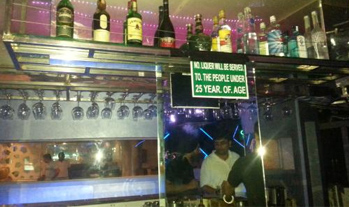 NO. LIQUER WILL BE SERVED
TO. THE PEOPLE UNDER
25 YEAR. OF. AGE